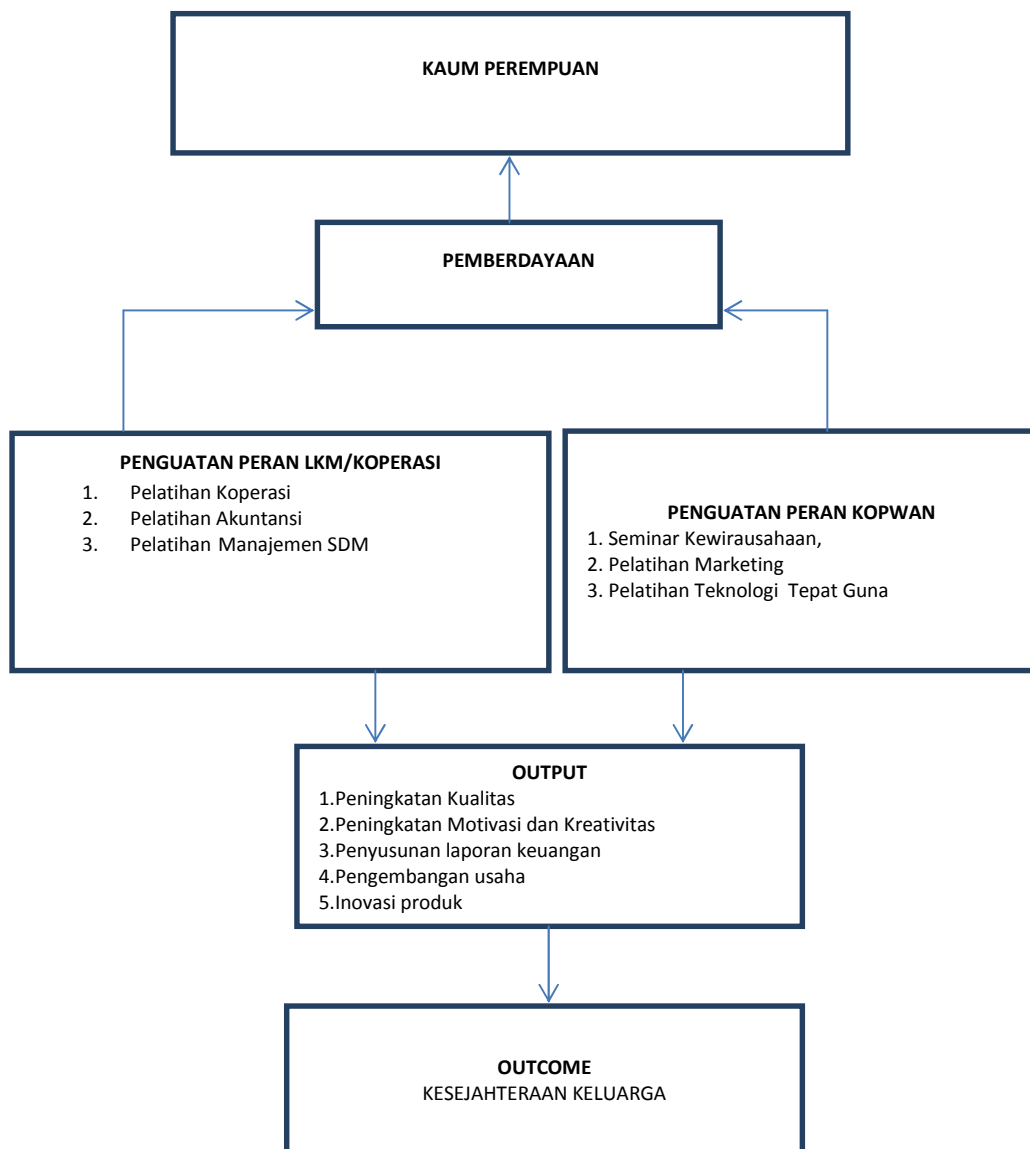 KAUM PEREMPUAN
PEMBERDAYAAN
PENGUATAN PERAN LKM/KOPERASI
1. Pelatihan Koperasi
2. Pelatihan Akuntansi
3. Pelatihan Manajemen SDM
PENGUATAN PERAN KOPWAN
1. Seminar Kewirausahaan,
2. Pelatihan Marketing
3. Pelatihan Teknologi Tepat Guna
OUTPUT
1.Peningkatan Kualitas
2.Peningkatan Motivasi dan Kreativitas
3.Penyusunan laporan keuangan
4.Pengembangan usaha
5.Inovasi produk
OUTCOME
KESEJAHTERAAN KELUARGA